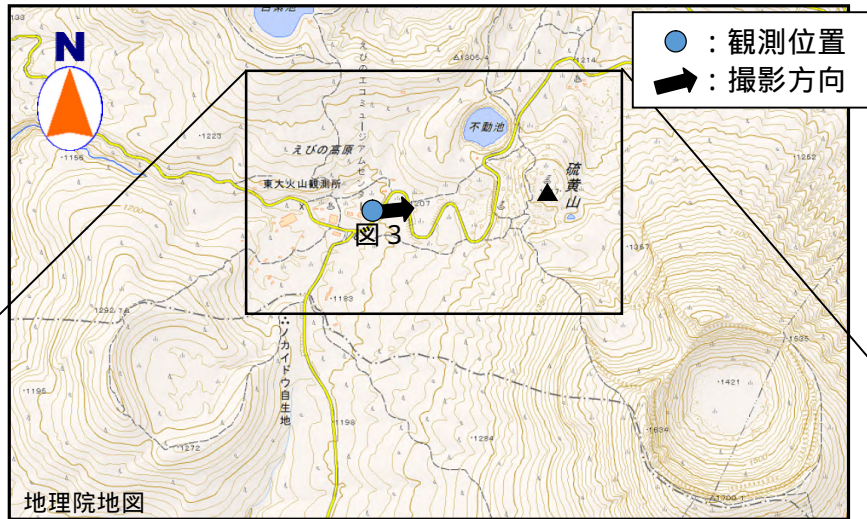 N
：観測位置
：撮影方向
·133
白紫池
△1305.4
1214
えびのエコミュージアムセンター
不動池
·1223
えびの高原
·1156
東大火山観測所
硫黄山
·1252
1200
1207
図３
·1357
·1292.7
·1183
·1535
ノカイドウ自生地
·1195
·1421
·1198
·1284
·1634
·1272
△1700.1
地理院地図